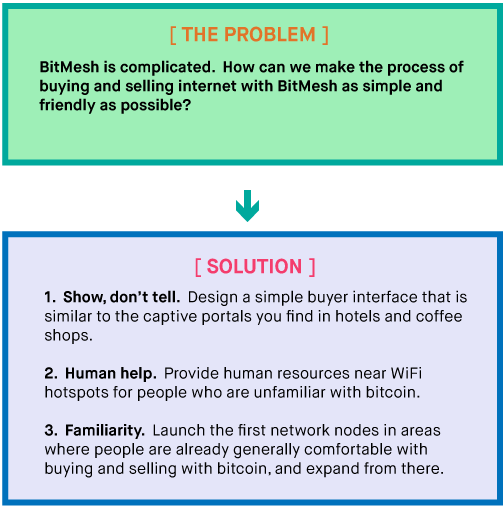 [ THE PROBLEM ]
BitMesh is complicated. How can we make the process of
buying and selling internet with BitMesh as simple and
friendly as possible?
[ SOLUTION ]
1. Show, don't tell. Design a simple buyer interface that is
similar to the captive portals you find in hotels and coffee
shops.
2. Human help. Provide human resources near WiFi
hotspots for people who are unfamiliar with bitcoin.
3. Familiarity. Launch the first network nodes in areas
where people are already generally comfortable with
buying and selling with bitcoin, and expand from there.